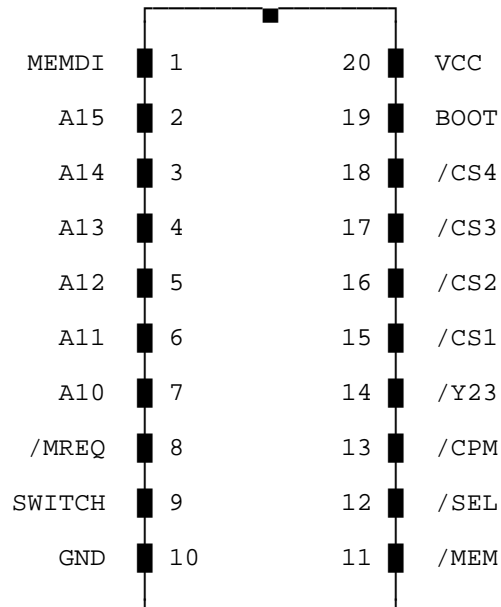 MEMDI 1 20 VCC
A15 2 19 BOOT
A14 3 18 /CS4
A13 4 17 /CS3
A12 5 16 /CS2
A11 6 15 /CS1
A10 7 14 /Y23
/MREQ 8 13 /CPM
SWITCH 9 12 /SEL
GND 10 11 /MEM